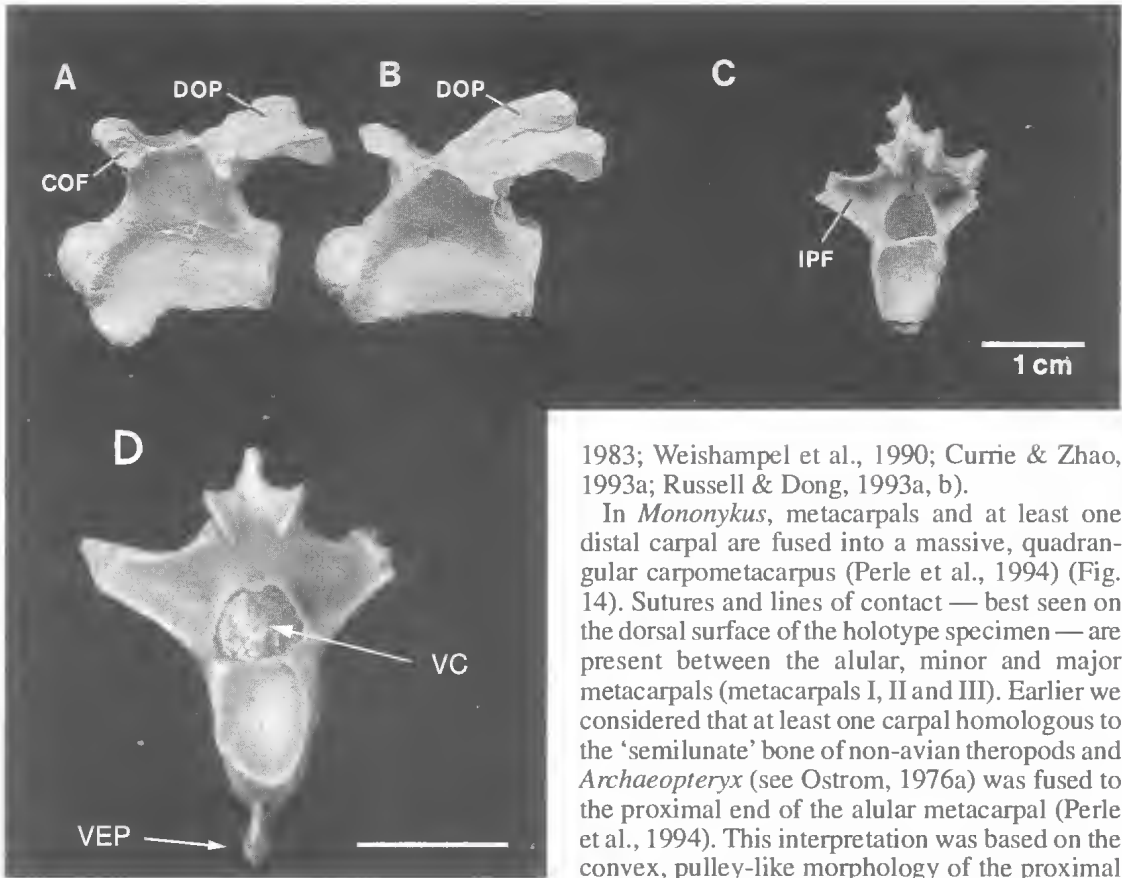 A
B
C
DOP
DOP
COF
IPF
1 cm
D
VC
VEP
1983; Weishampel et al., 1990; Currie & Zhao,
1993a; Russell & Dong, 1993a, b).
In Mononykus, metacarpals and at least one
distal carpal are fused into a massive, quadran-
gular carpometacarpus (Perle et al., 1994) (Fig.
14). Sutures and lines of contact — best seen on
the dorsal surface of the holotype specimen — are
present between the alular, minor and major
metacarpals (metacarpals I, II and III). Earlier we
considered that at least one carpal homologous to
the ‘semilunate’ bone of non-avian theropods and
Archaeopteryx (see Ostrom, 1976a) was fused to
the proximal end of the alular metacarpal (Perle
et al., 1994). This interpretation was based on the
convex, pulley-like morphology of the proximal